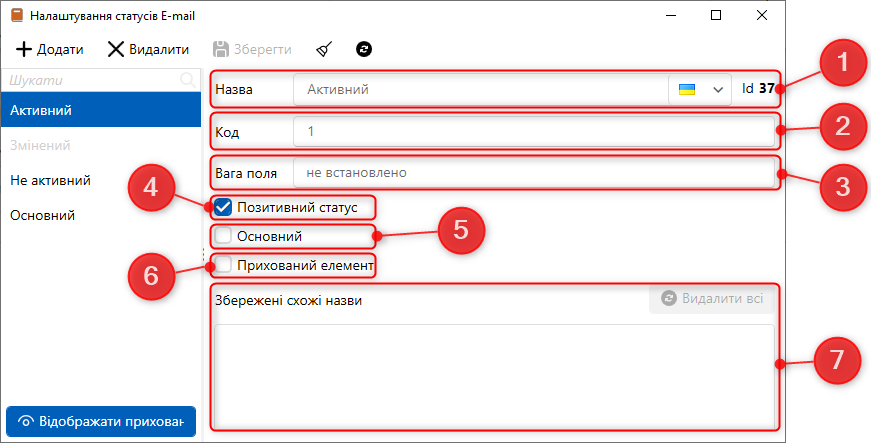 Налаштування статусів E-mail
Додати Видалити Зберегти
Шукати
Активний
Змінений
Не активний
Основний
Відображати прихован
Назва Активний Id 37
Код 1
Вага поля не встановлено
Позитивний статус
Основний
Прихований елемент
Збережені схожі назви Видалити всі
1
2
3
4
5
6
7